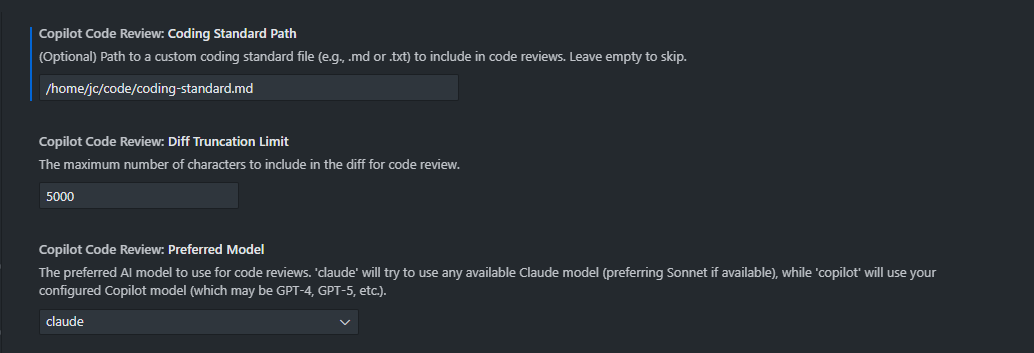 Copilot Code Review: Coding Standard Path
(Optional) Path to a custom coding standard file (e.g., .md or .txt) to include in code reviews. Leave empty to skip.
/home/jc/code/coding-standard.md
Copilot Code Review: Diff Truncation Limit
The maximum number of characters to include in the diff for code review.
5000
Copilot Code Review: Preferred Model
The preferred AI model to use for code reviews. 'claude' will try to use any available Claude model (preferring Sonnet if available), while 'copilot' will use your
configured Copilot model (which may be GPT-4, GPT-5, etc.).
claude